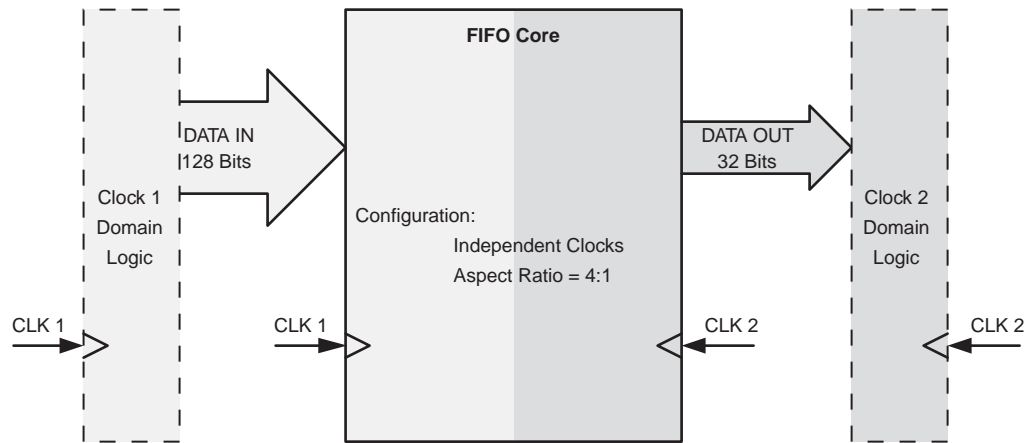 FIFO Core
DATA IN
128 Bits
DATA OUT
32 Bits
Clock 1
Domain
Logic
Configuration:
Independent Clocks
Aspect Ratio = 4:1
Clock 2
Domain
Logic
CLK 1
CLK 1
CLK 2
CLK 2